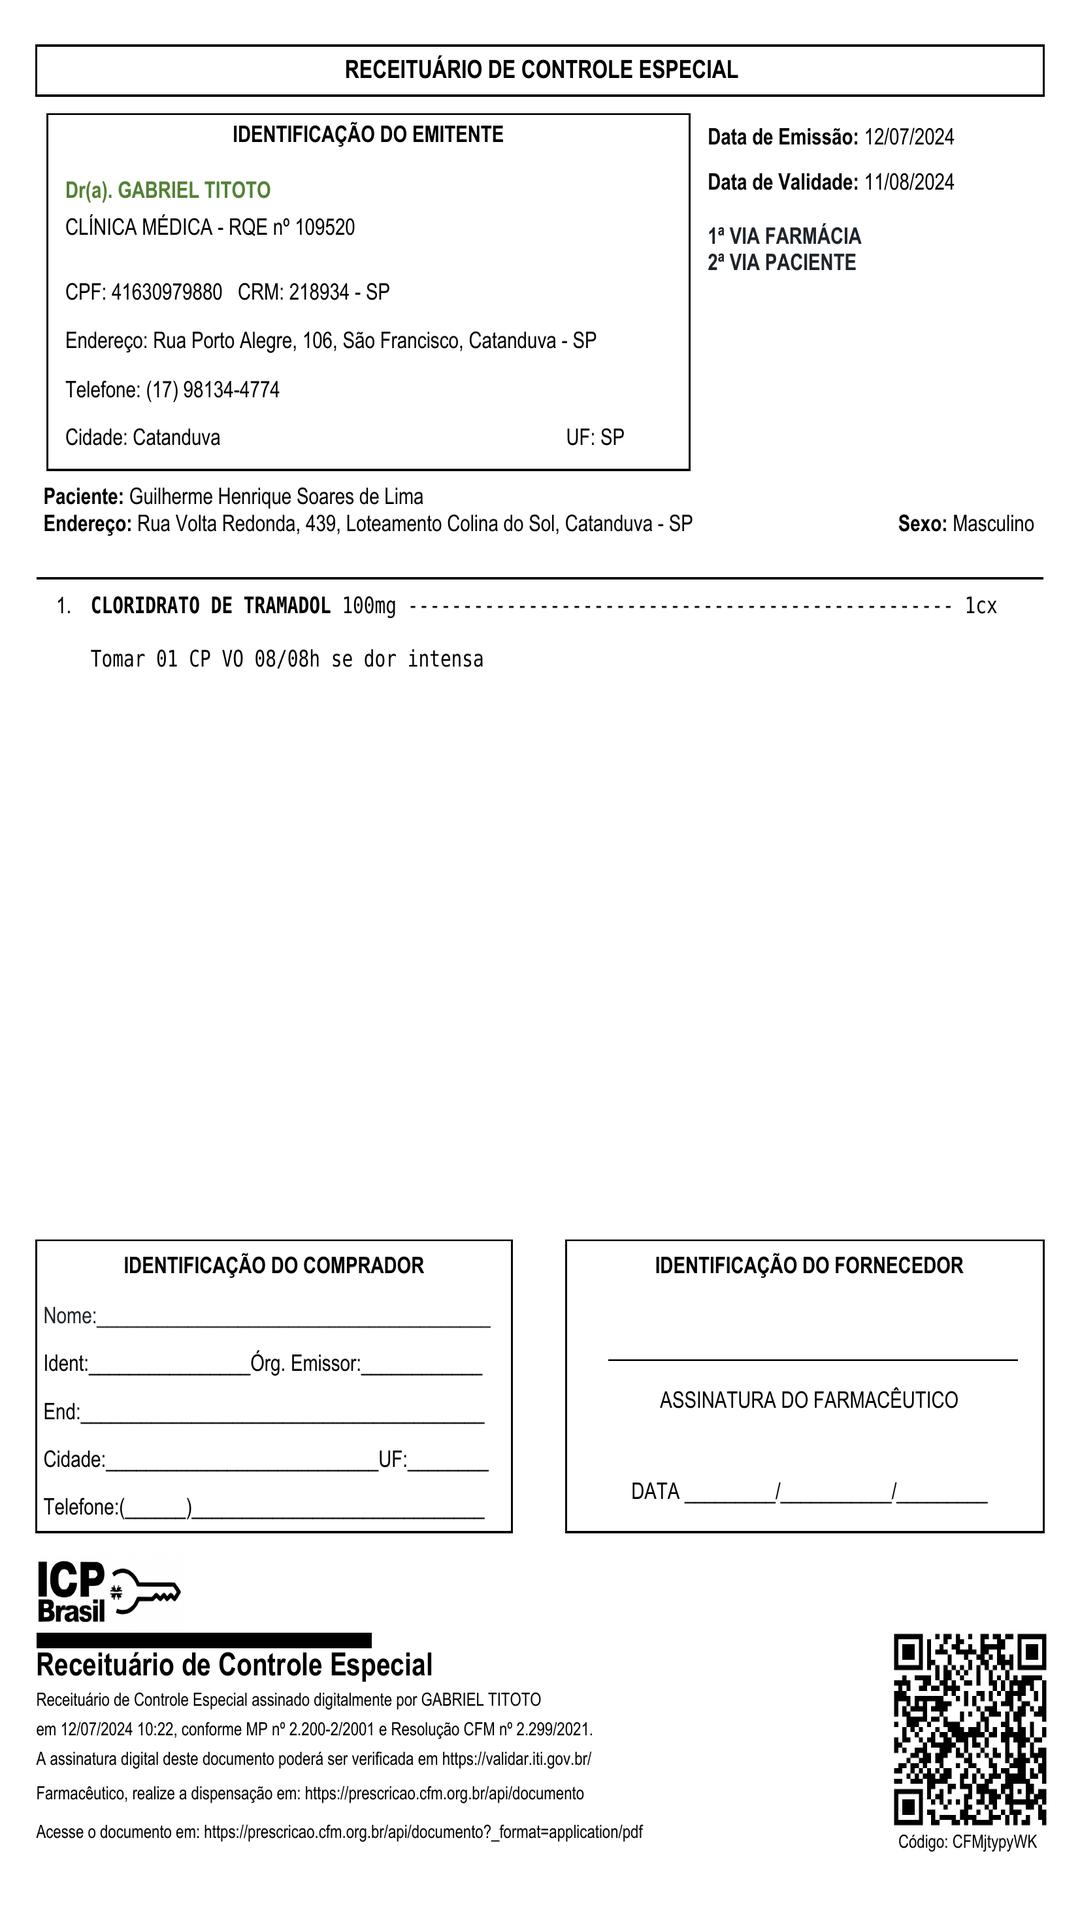 RECEITUÁRIO DE CONTROLE ESPECIAL
IDENTIFICAÇÃO DO EMITENTE
Dr(a). GABRIEL TITOTO
CLÍNICA MÉDICA - RQE nº 109520
CPF: 41630979880 CRM: 218934 - SP
Endereço: Rua Porto Alegre, 106, São Francisco, Catanduva - SP
Telefone: (17) 98134-4774
Cidade: Catanduva UF: SP
Data de Emissão: 12/07/2024
Data de Validade: 11/08/2024
1ª VIA FARMÁCIA
2ª VIA PACIENTE
Paciente: Guilherme Henrique Soares de Lima
Endereço: Rua Volta Redonda, 439, Loteamento Colina do Sol, Catanduva - SP Sexo: Masculino
1. CLORIDRATO DE TRAMADOL 100mg -------------------------------------------------- 1cx
Tomar 01 CP VO 08/08h se dor intensa
IDENTIFICAÇÃO DO COMPRADOR
Nome:_______________________________________
Ident:________________Órg. Emissor:____________
End:________________________________________
Cidade:___________________________UF:________
Telefone:(______)_____________________________
IDENTIFICAÇÃO DO FORNECEDOR
ASSINATURA DO FARMACÊUTICO
DATA _________/___________/_________
ICP
Brasil
Receituário de Controle Especial
Receituário de Controle Especial assinado digitalmente por GABRIEL TITOTO
em 12/07/2024 10:22, conforme MP nº 2.200-2/2001 e Resolução CFM nº 2.299/2021.
A assinatura digital deste documento poderá ser verificada em https://validar.iti.gov.br/
Farmacêutico, realize a dispensação em: https://prescricao.cfm.org.br/api/documento
Acesse o documento em: https://prescricao.cfm.org.br/api/documento?_format=application/pdf
Código: CFMjtypyWK